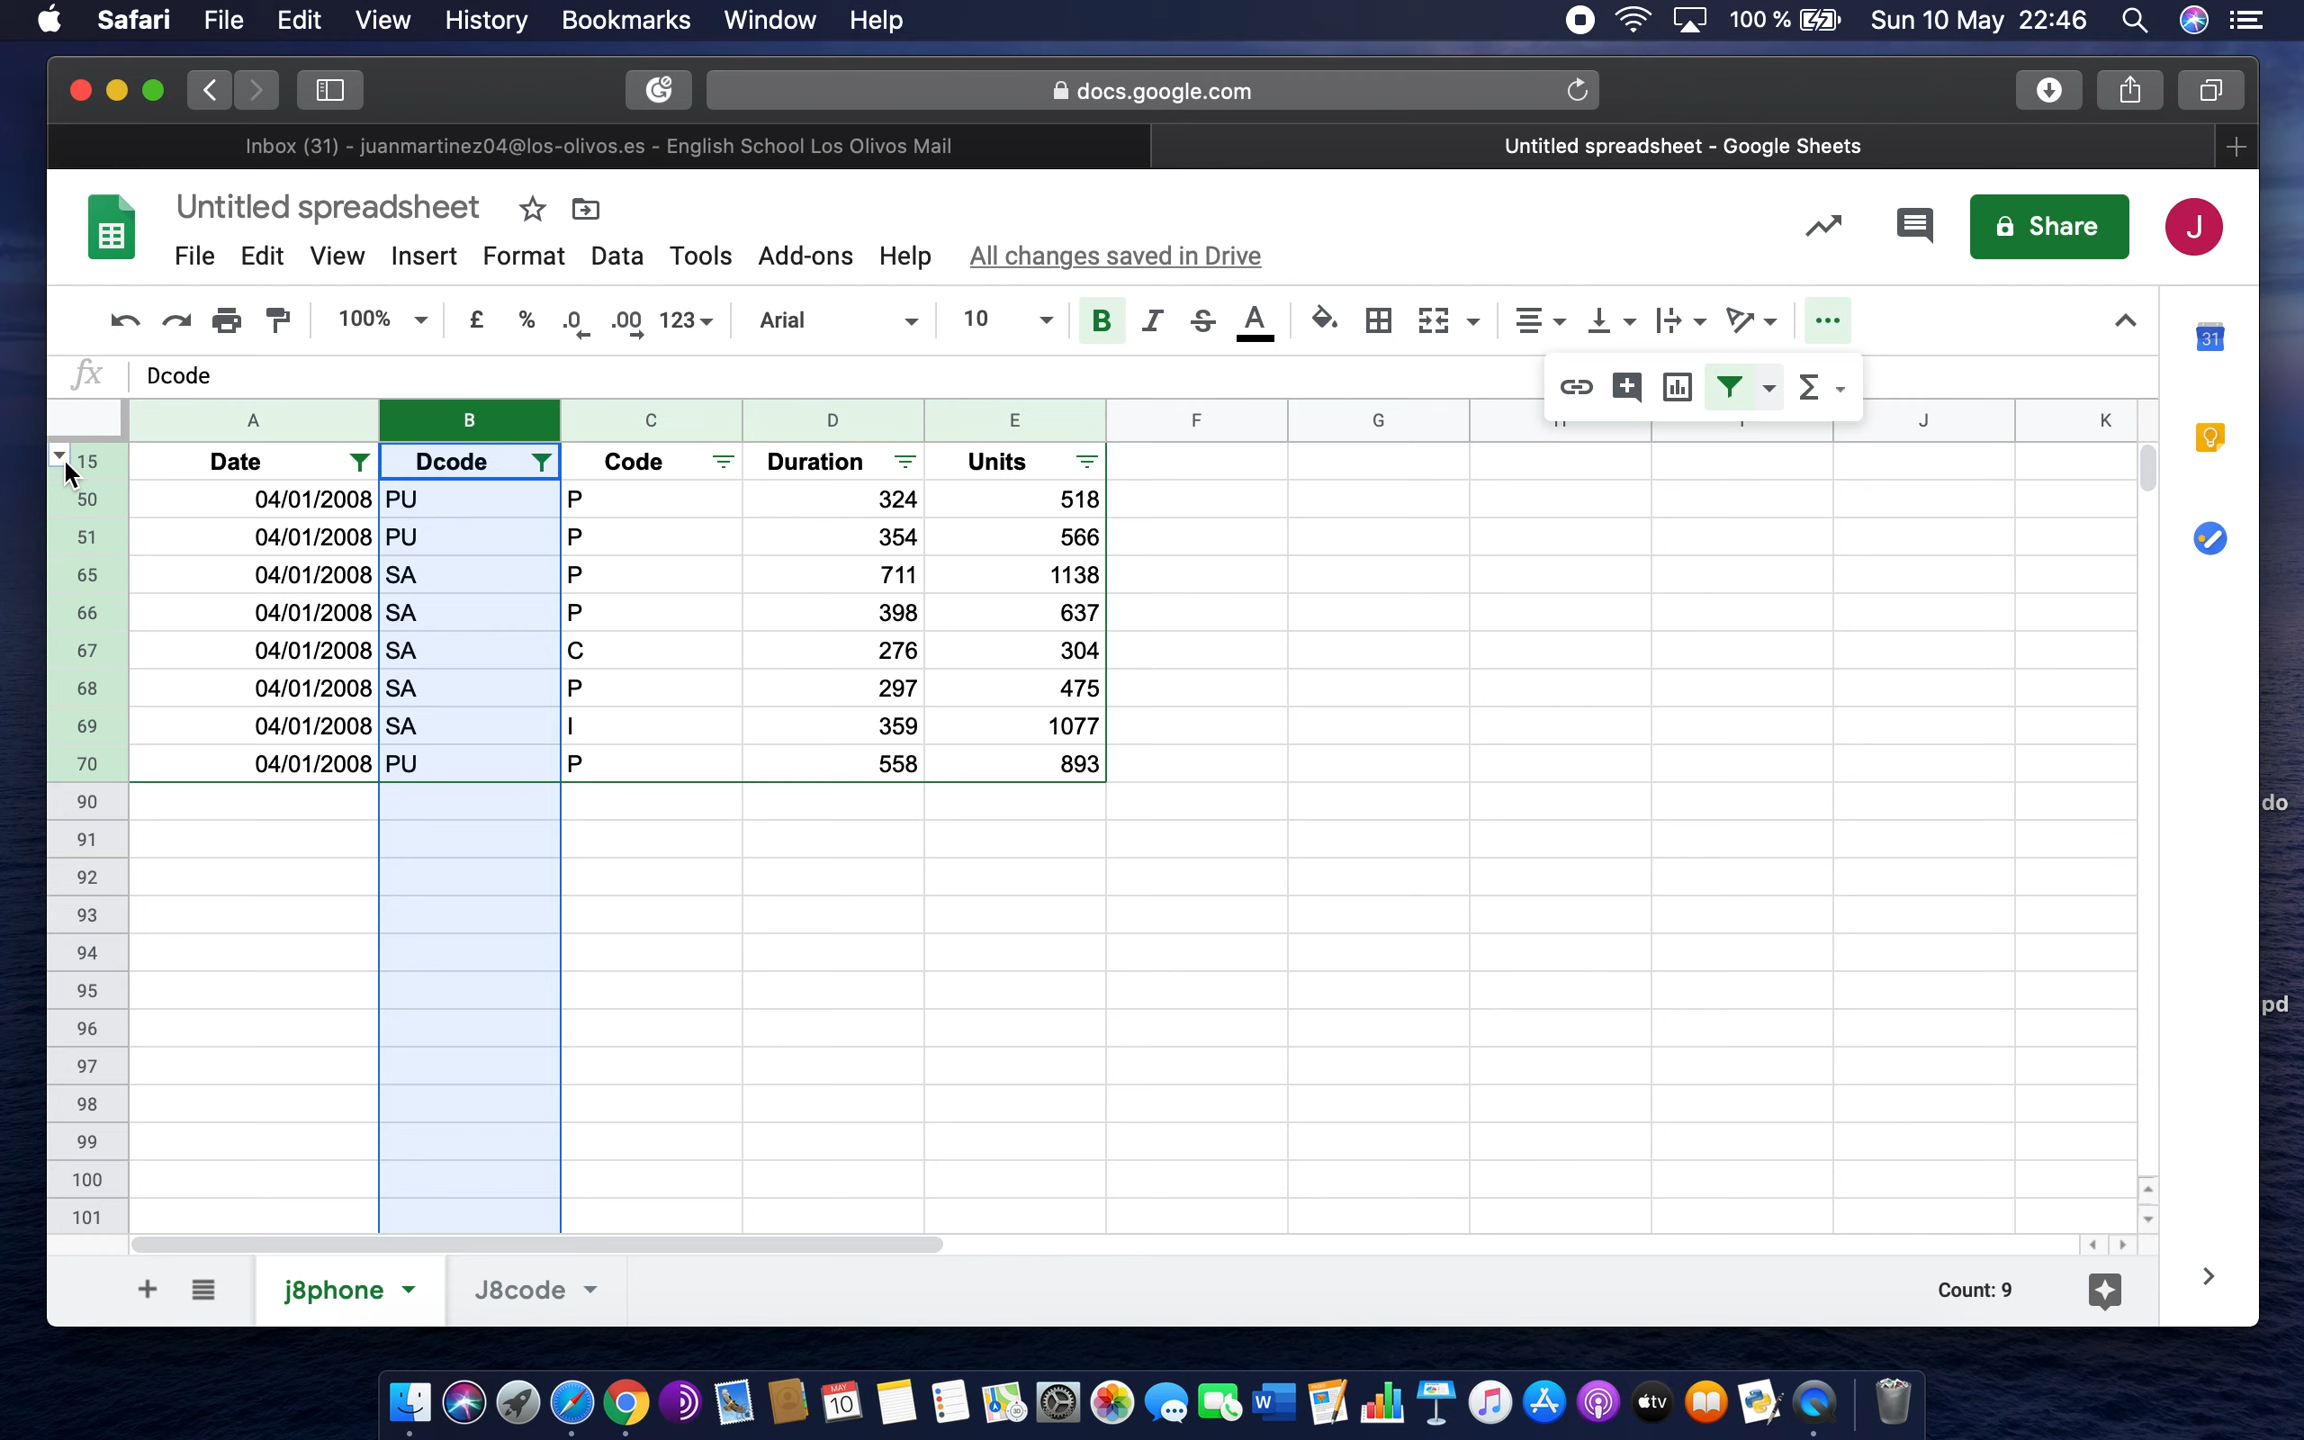 Safari File Edit View History Bookmarks Window Help 100 % Sun 10 May 22:46
docs.google.com
Inbox (31) - juanmartinez04@los-olivos.es - English School Los Olivos Mail Untitled spreadsheet - Google Sheets
Untitled spreadsheet
File Edit View Insert Format Data Tools Add-ons Help All changes saved in Drive
Share J
100% £ % .0 .00 123 Arial 10 B I S A
31
fx Dcode
Σ
A B C D E F G J K
15 Date Dcode Code Duration Units
50 04/01/2008 PU P 324 518
51 04/01/2008 PU P 354 566
65 04/01/2008 SA P 711 1138
66 04/01/2008 SA P 398 637
67 04/01/2008 SA C 276 304
68 04/01/2008 SA P 297 475
69 04/01/2008 SA I 359 1077
70 04/01/2008 PU P 558 893
90
do
91
92
93
94
95
pd
96
97
98
99
100
101
j8phone J8code Count: 9
MAY
10 3D W tv